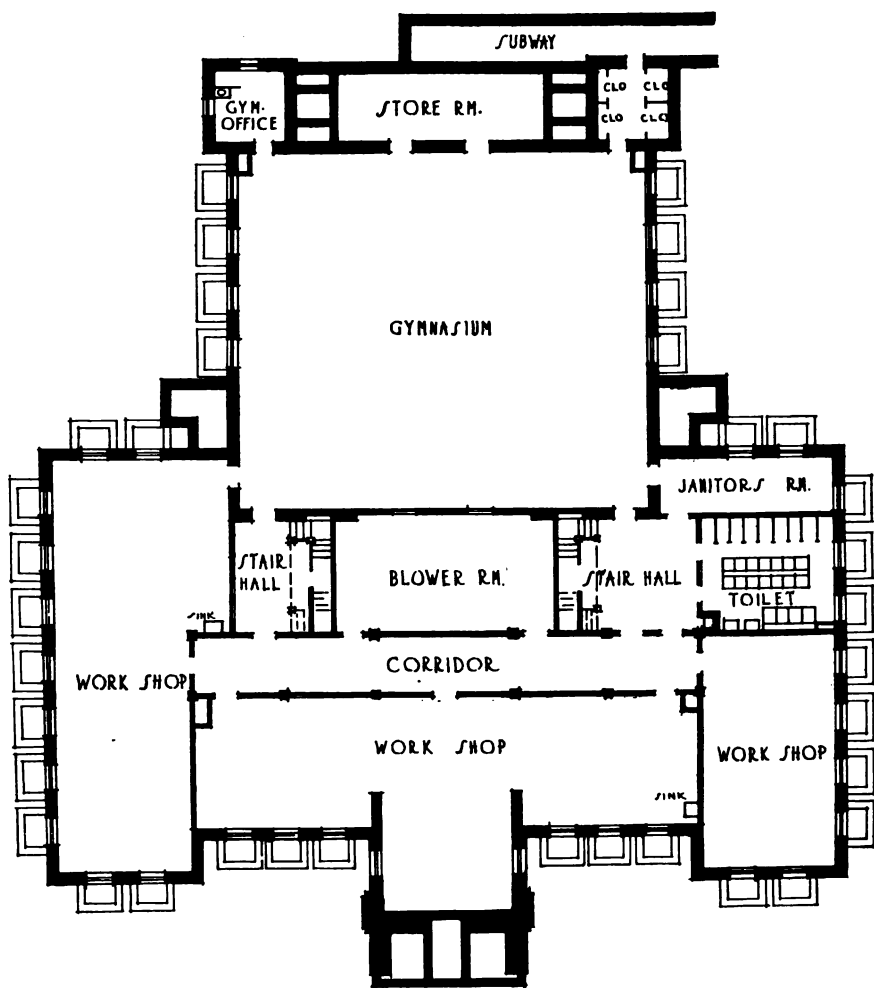 SUBWAY
CLO CLO
GYM.
OFFICE
STORE RM.
CLO CLO
GYMNASIUM
JANITORS RM.
STAIR
HALL
BLOWER RM.
STAIR HALL
TOILET
SINK
CORRIDOR
WORK SHOP
WORK SHOP
WORK SHOP
SINK